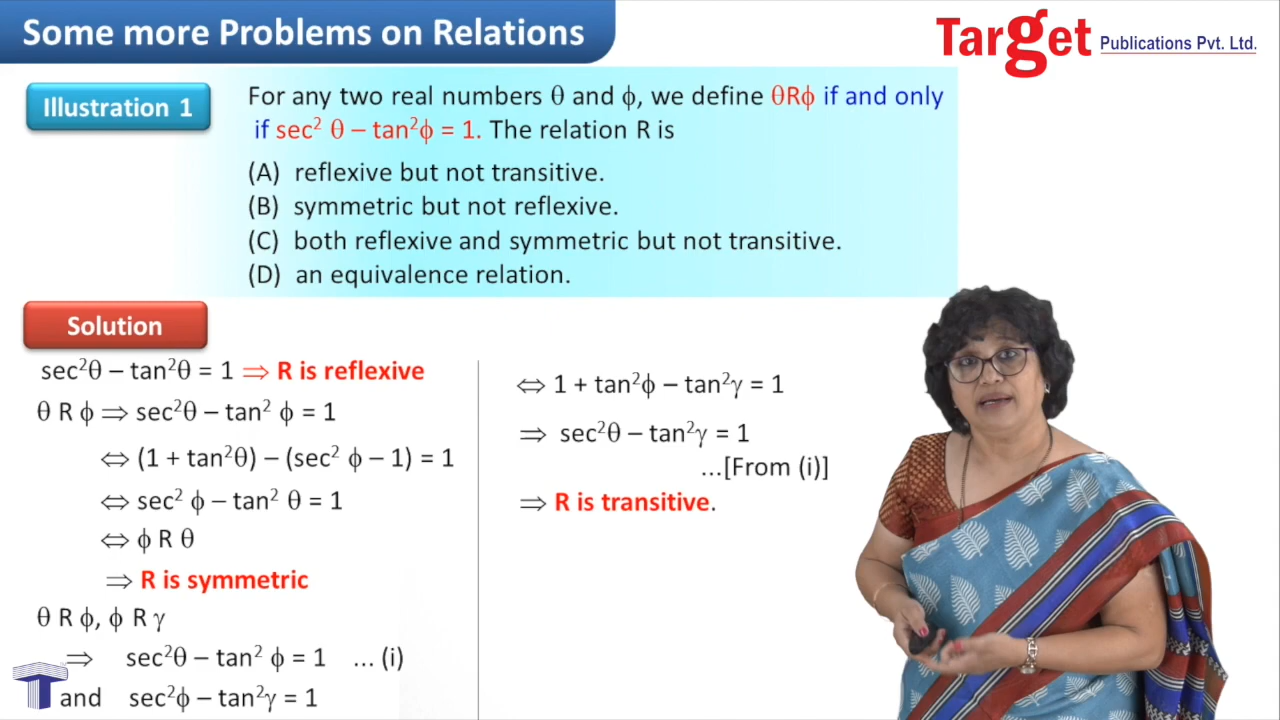 Some more Problems on Relations
Target Publications Pvt. Ltd.
Illustration 1
For any two real numbers θ and ϕ, we define θRϕ if and only
if sec² θ – tan²ϕ = 1. The relation R is
(A) reflexive but not transitive.
(B) symmetric but not reflexive.
(C) both reflexive and symmetric but not transitive.
(D) an equivalence relation.
Solution
sec²θ – tan²θ = 1 ⇒ R is reflexive
θ R ϕ ⇒ sec²θ – tan² ϕ = 1
⇔ (1 + tan²θ) – (sec² ϕ – 1) = 1
⇔ sec² ϕ – tan² θ = 1
⇔ ϕ R θ
⇒ R is symmetric
θ R ϕ, ϕ R γ
⇒ sec²θ – tan² ϕ = 1 ... (i)
and sec²ϕ – tan²γ = 1
⇔ 1 + tan²ϕ – tan²γ = 1
⇒ sec²θ – tan²γ = 1
...[From (i)]
⇒ R is transitive.